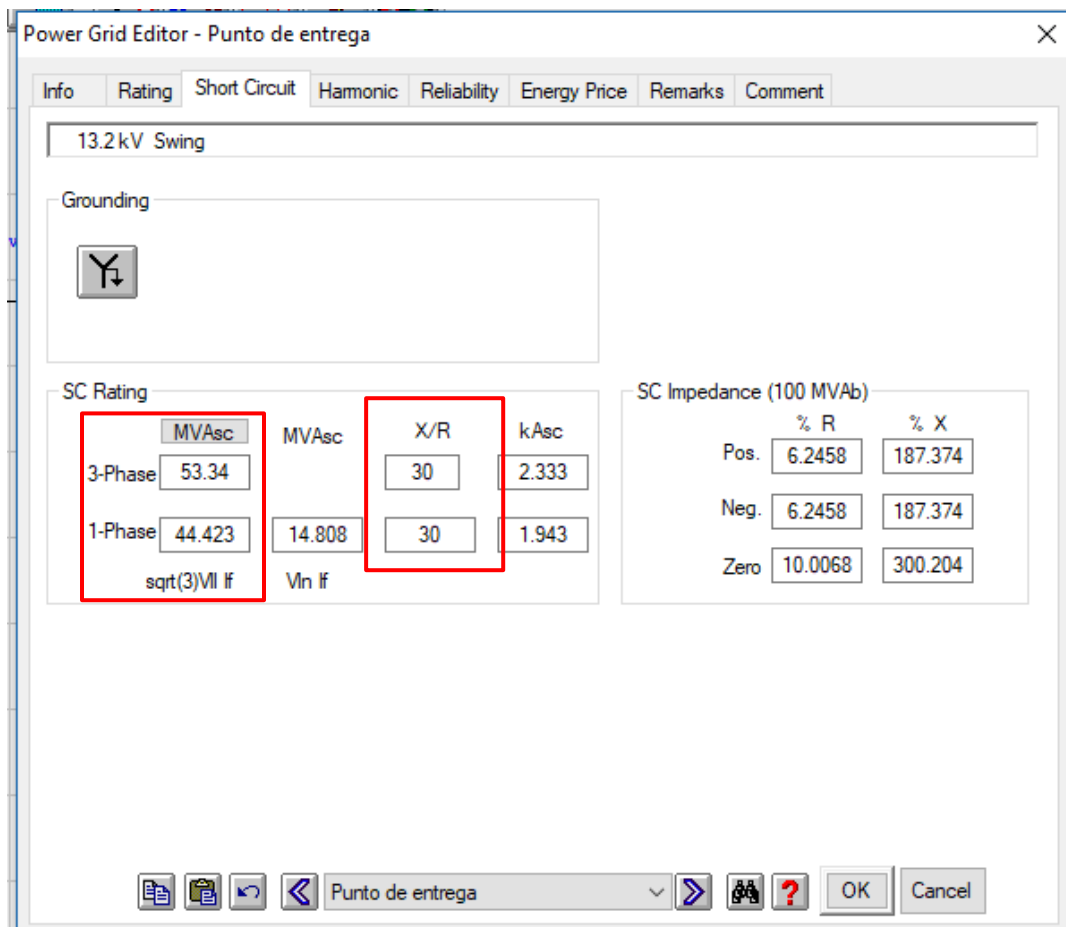 Power Grid Editor - Punto de entrega
Info Rating Short Circuit Harmonic Reliability Energy Price Remarks Comment
13.2 kV Swing
Grounding
SC Rating
MVAsc MVAsc X/R kAsc
3-Phase 53.34 30 2.333
1-Phase 44.423 14.808 30 1.943
sqrt(3)Vll If Vln If
SC Impedance (100 MVAb)
% R % X
Pos. 6.2458 187.374
Neg. 6.2458 187.374
Zero 10.0068 300.204
Punto de entrega
? OK Cancel